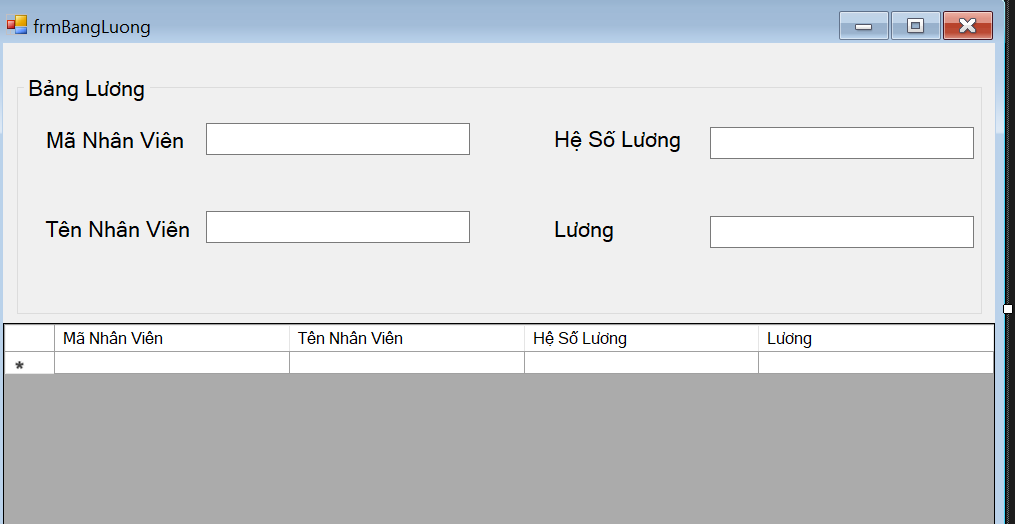 frmBangLuong
Bảng Lương
Mã Nhân Viên Hệ Số Lương
Tên Nhân Viên Lương
Mã Nhân Viên Tên Nhân Viên Hệ Số Lương Lương
*